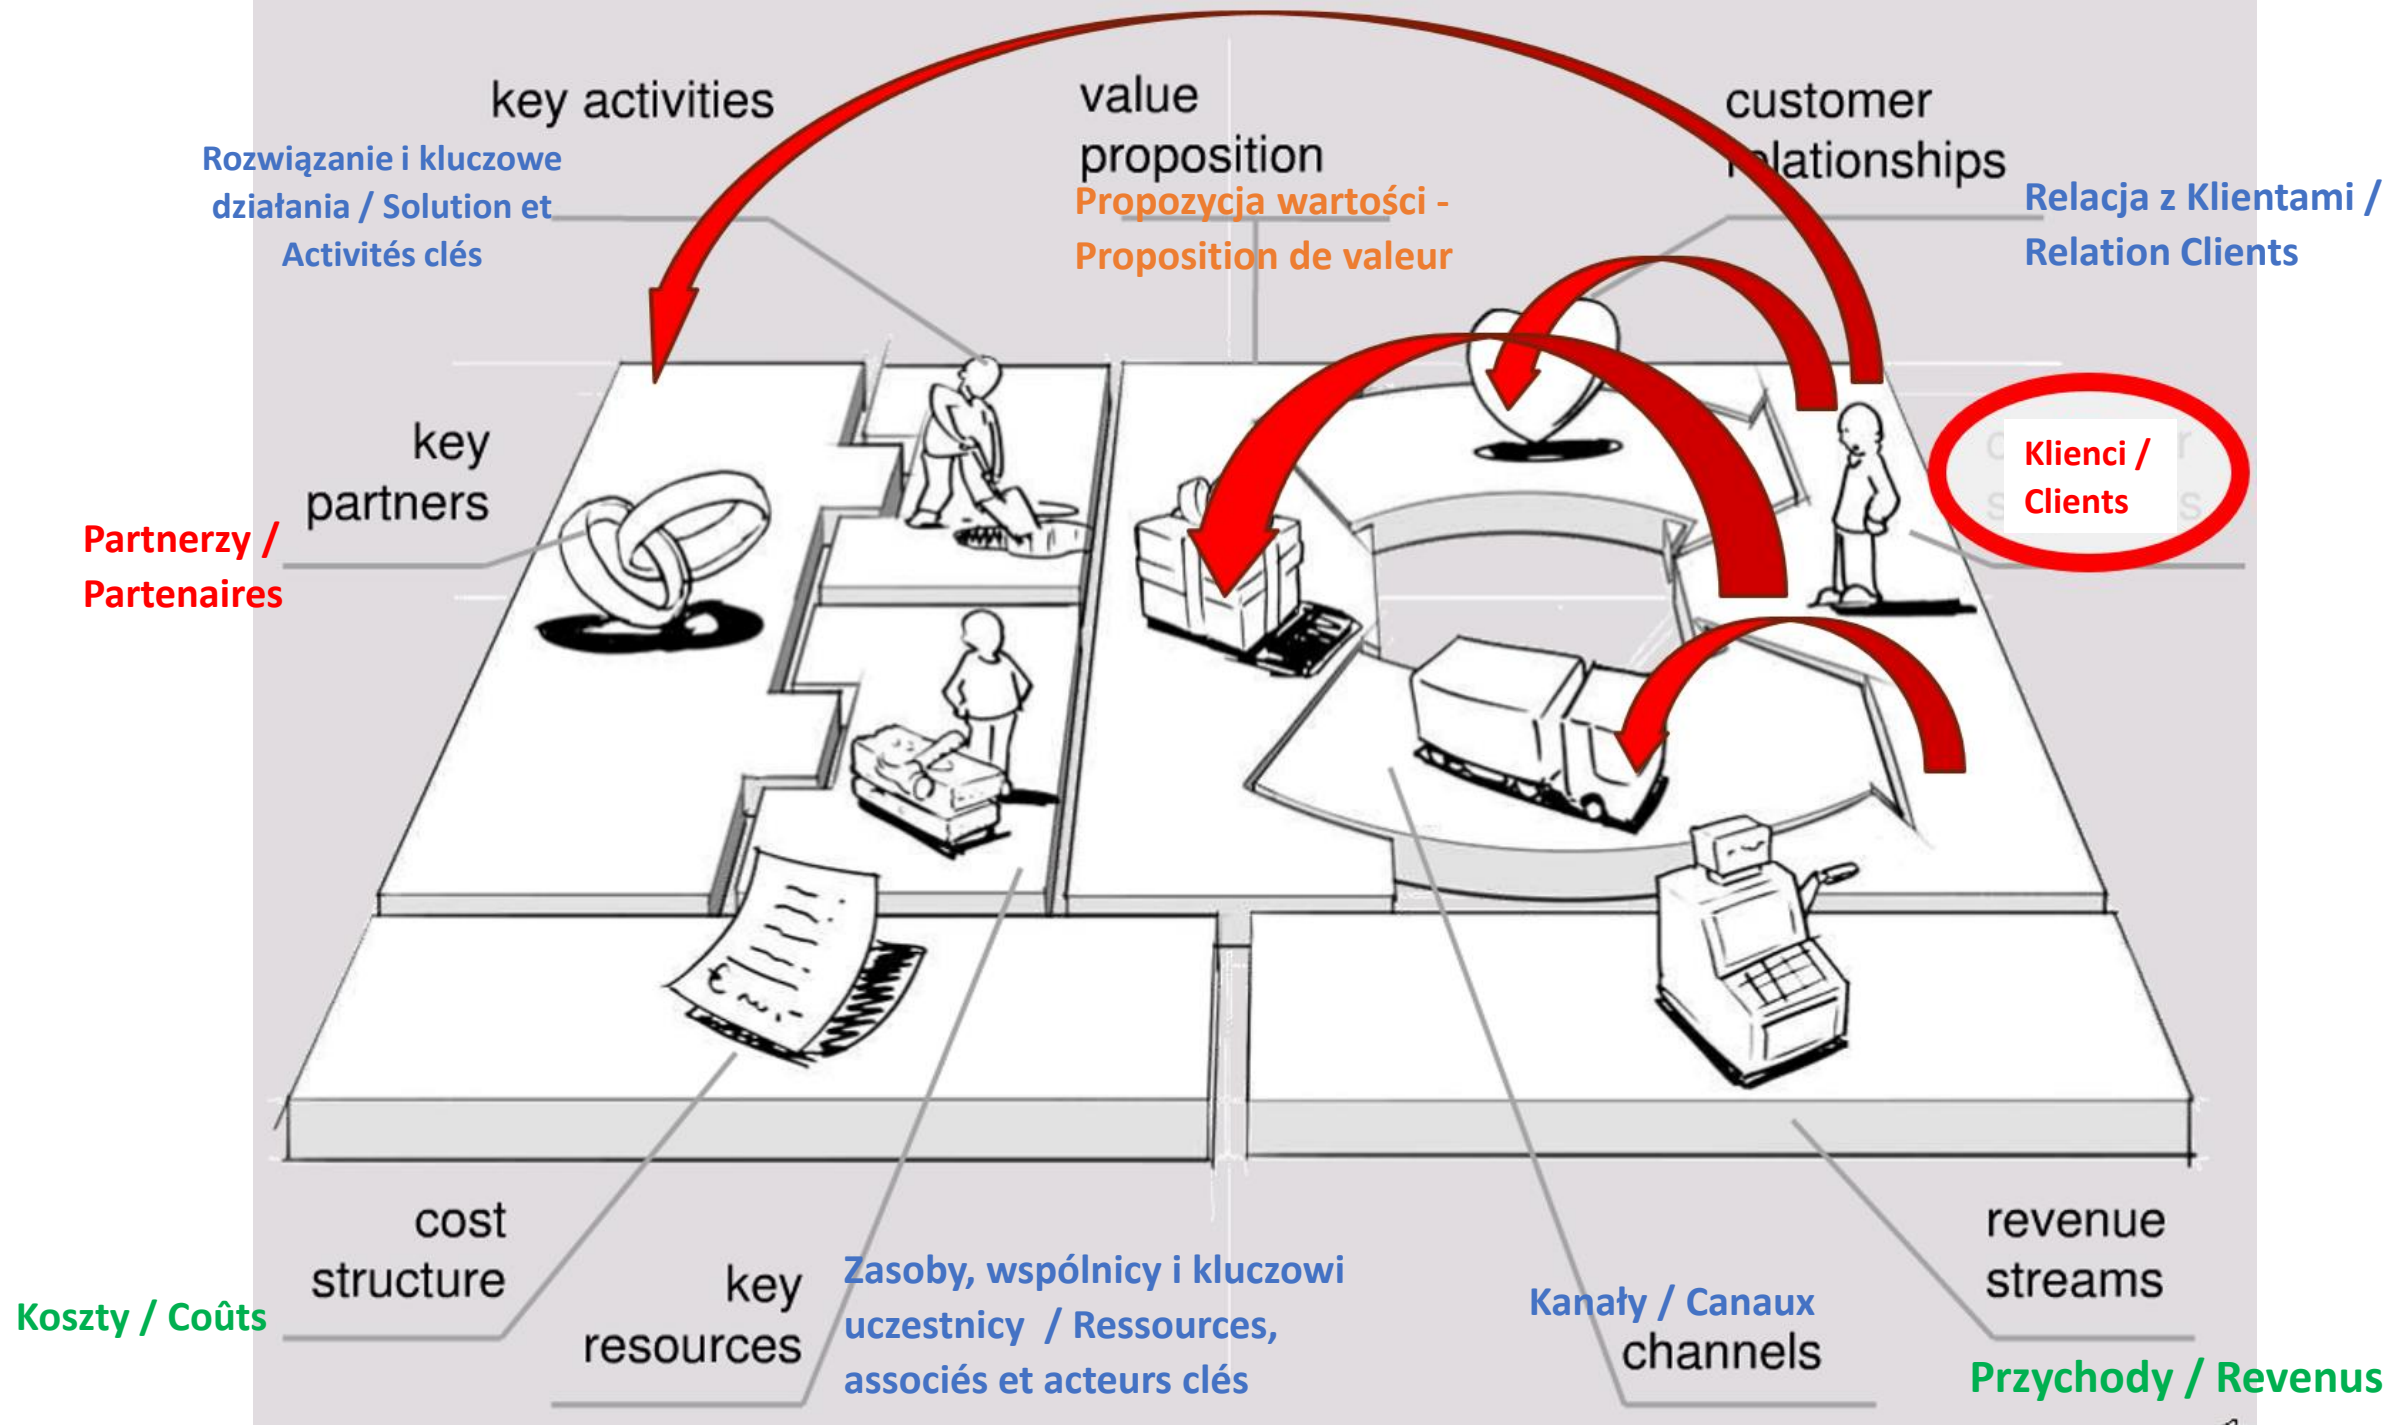 key activities
Rozwiązanie i kluczowe
działania / Solution et
Activités clés
value
proposition
Propozycja wartości -
Proposition de valeur
customer
relationships
Relacja z Klientami /
Relation Clients
key
partners
Partnerzy /
Partenaires
Klienci /
Clients
cost
structure
Koszty / Coûts
key
resources
Zasoby, wspólnicy i kluczowi
uczestnicy / Ressources,
associés et acteurs clés
Kanały / Canaux
channels
revenue
streams
Przychody / Revenus